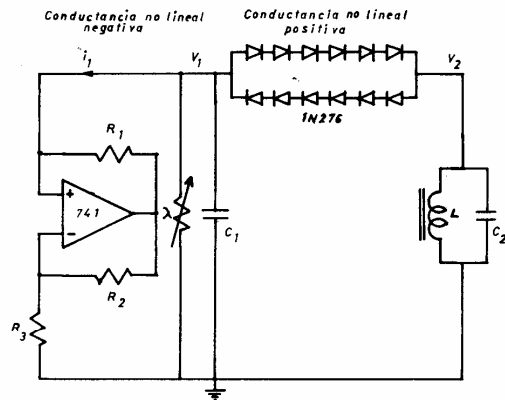 Conductancia no lineal
negativa
Conductancia no lineal
positiva
i1
V1
V2
1N276
R1
+
741
-
λ
C1
L
C2
R2
R3